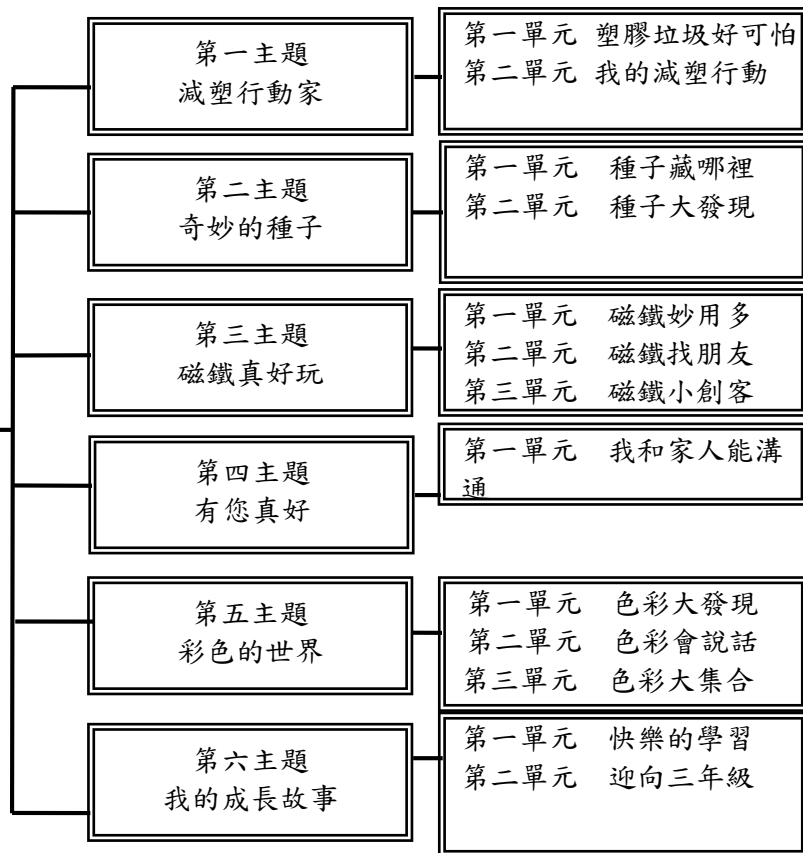 第一主題
減塑行動家
第一單元 塑膠垃圾好可怕
第二單元 我的減塑行動
第二主題
奇妙的種子
第一單元 種子藏哪裡
第二單元 種子大發現
第三主題
磁鐵真好玩
第一單元 磁鐵妙用多
第二單元 磁鐵找朋友
第三單元 磁鐵小創客
第四主題
有您真好
第一單元 我和家人能溝
通
第五主題
彩色的世界
第一單元 色彩大發現
第二單元 色彩會說話
第三單元 色彩大集合
第六主題
我的成長故事
第一單元 快樂的學習
第二單元 迎向三年級